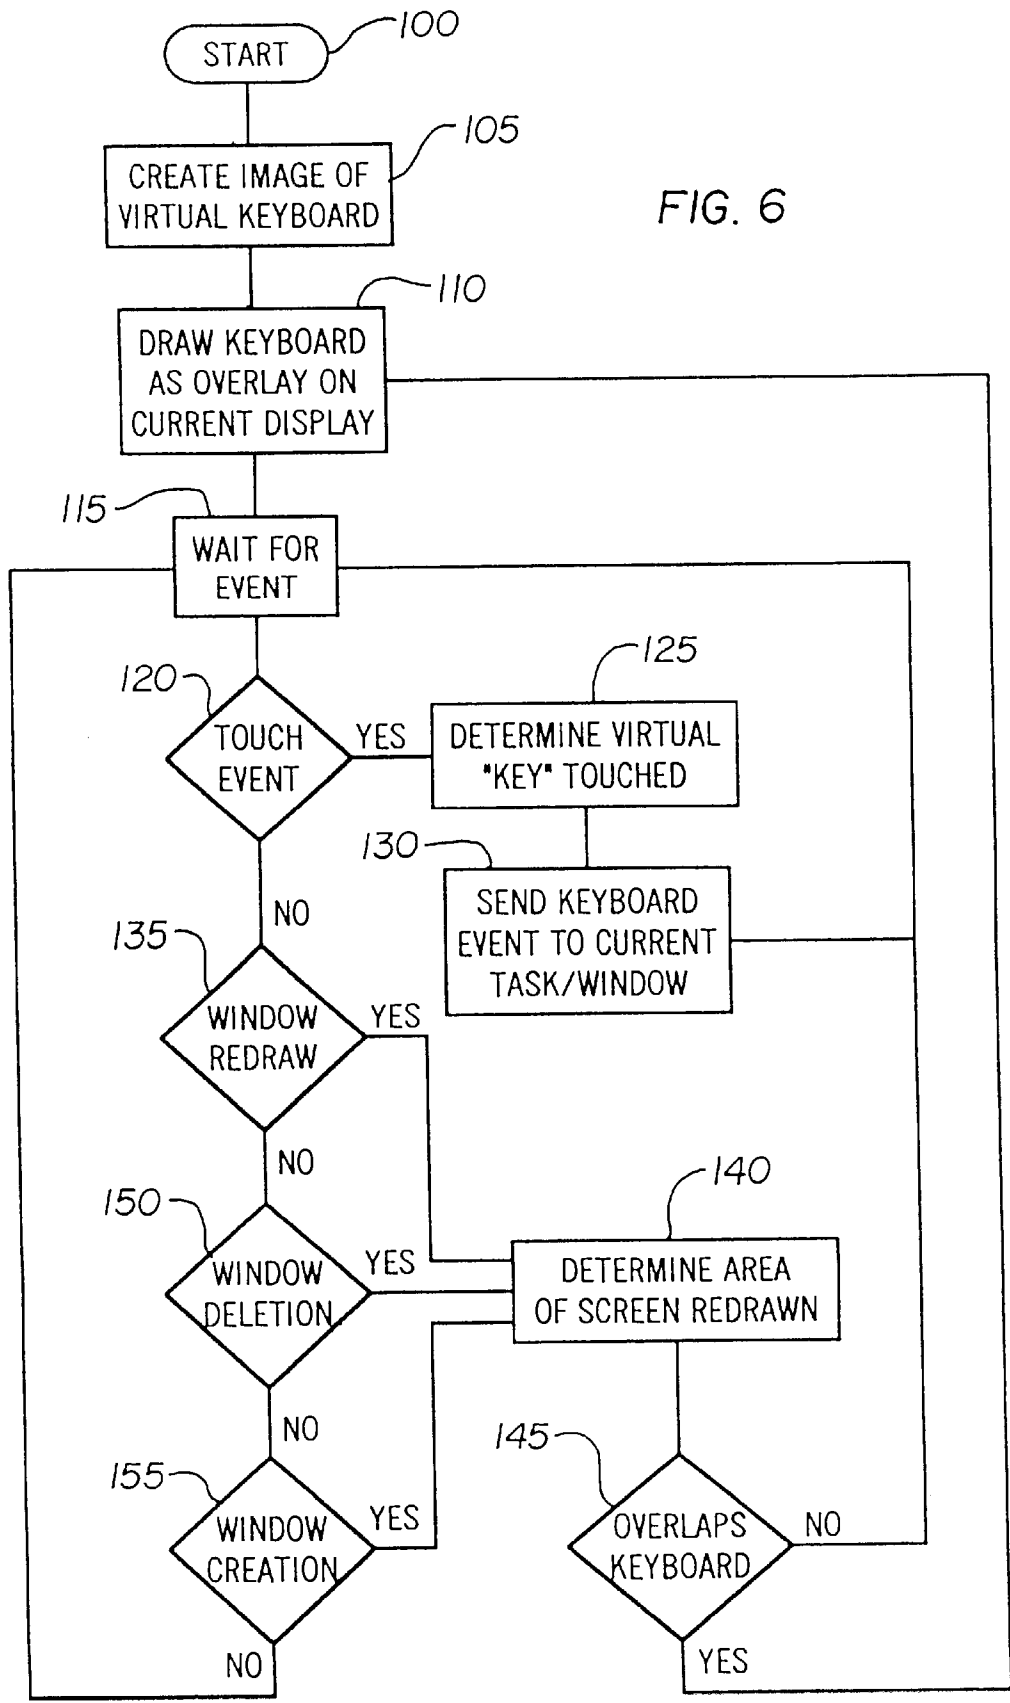 START
100
CREATE IMAGE OF
VIRTUAL KEYBOARD
105
FIG. 6
DRAW KEYBOARD
AS OVERLAY ON
CURRENT DISPLAY
110
115
WAIT FOR
EVENT
120
TOUCH
EVENT
YES
125
DETERMINE VIRTUAL
"KEY" TOUCHED
130
SEND KEYBOARD
EVENT TO CURRENT
TASK/WINDOW
NO
135
WINDOW
REDRAW
YES
NO
150
WINDOW
DELETION
YES
140
DETERMINE AREA
OF SCREEN REDRAWN
NO
155
WINDOW
CREATION
YES
145
OVERLAPS
KEYBOARD
NO
NO
YES